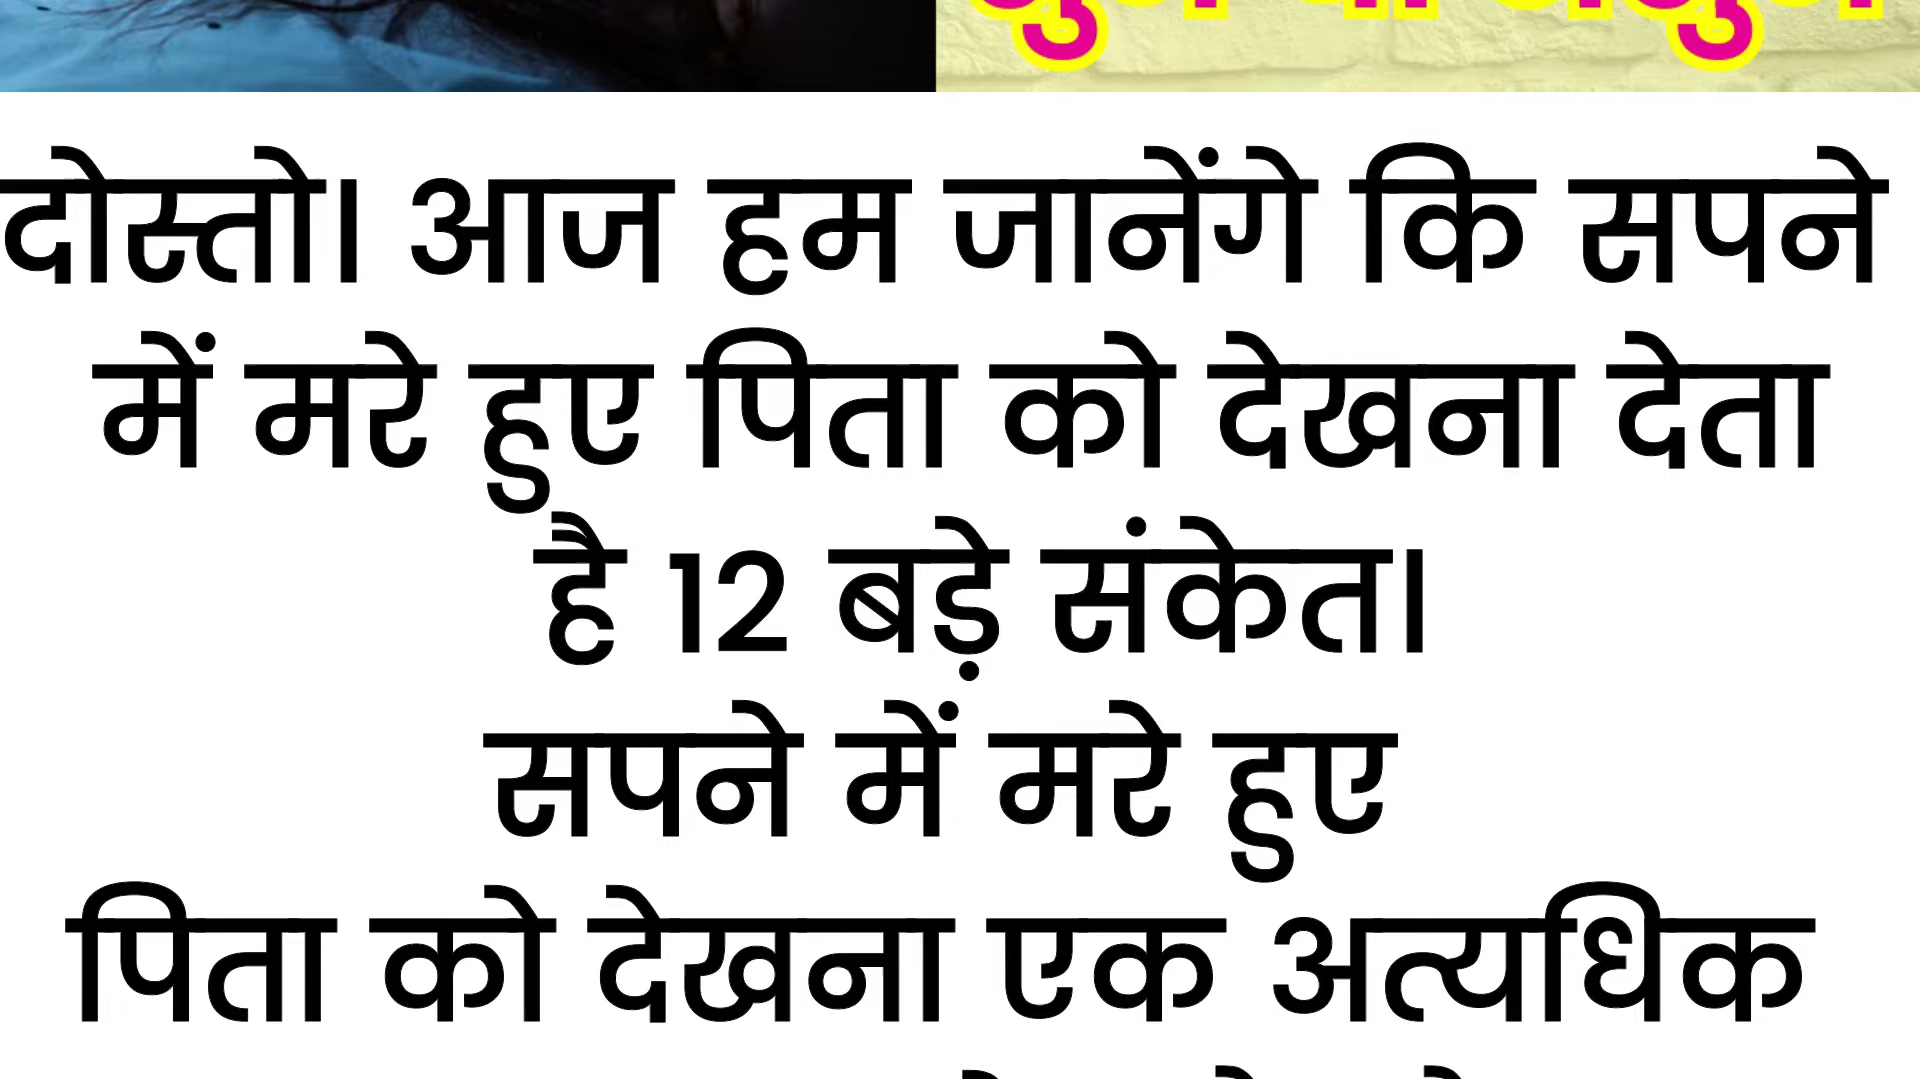 दोस्तो। आज हम जानेंगे कि सपने
में मरे हुए पिता को देखना देता
है 12 बड़े संकेत।
सपने में मरे हुए
पिता को देखना एक अत्यधिक